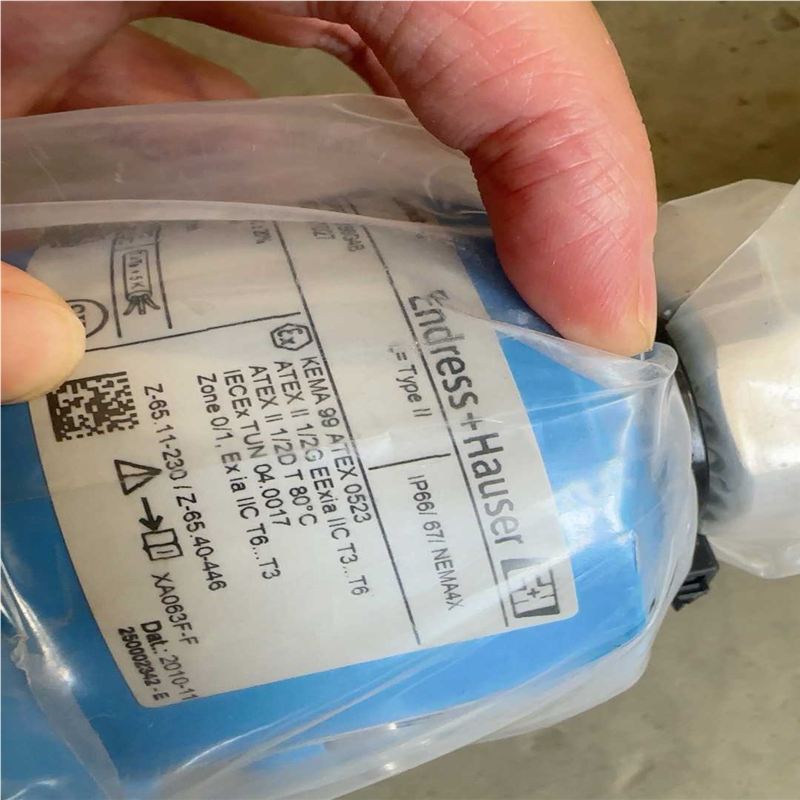 Endress+Hauser
E+H
L= Type II
IP66/ 67/ NEMA4X
KEMA 99 ATEX 0523
ATEX II 1/2G EExia IIC T3...T6
ATEX II 1/2D T 80°C
IECEx TUN 04.0017
Zone 0/1. Ex ia IIC T6...T3
Z-65.11-230 / Z-65.40-446
XA063F-F
Dat.: 2010-11
250002342-E